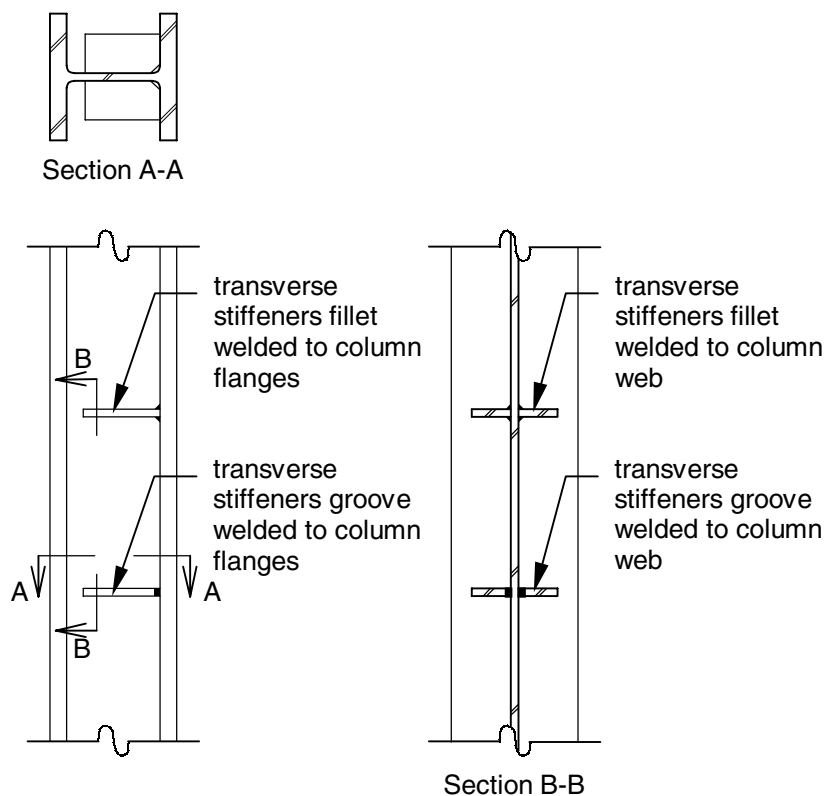 Section A-A
transverse
stiffeners fillet
welded to column
flanges
B
transverse
stiffeners groove
welded to column
flanges
A
A
B
transverse
stiffeners fillet
welded to column
web
transverse
stiffeners groove
welded to column
web
Section B-B